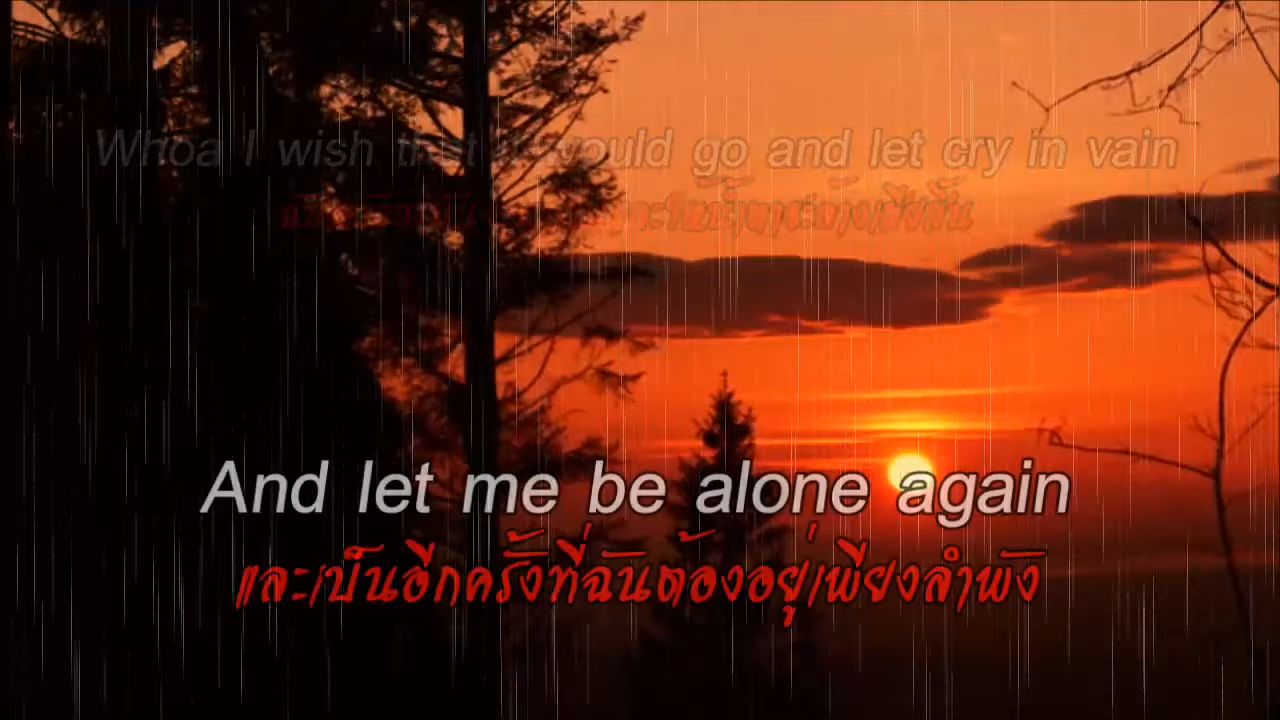 Whoa I wish that it would go and let cry in vain
And let me be alone again
และเป็นอีกครั้งที่ฉันต้องอยู่เพียงลำพัง